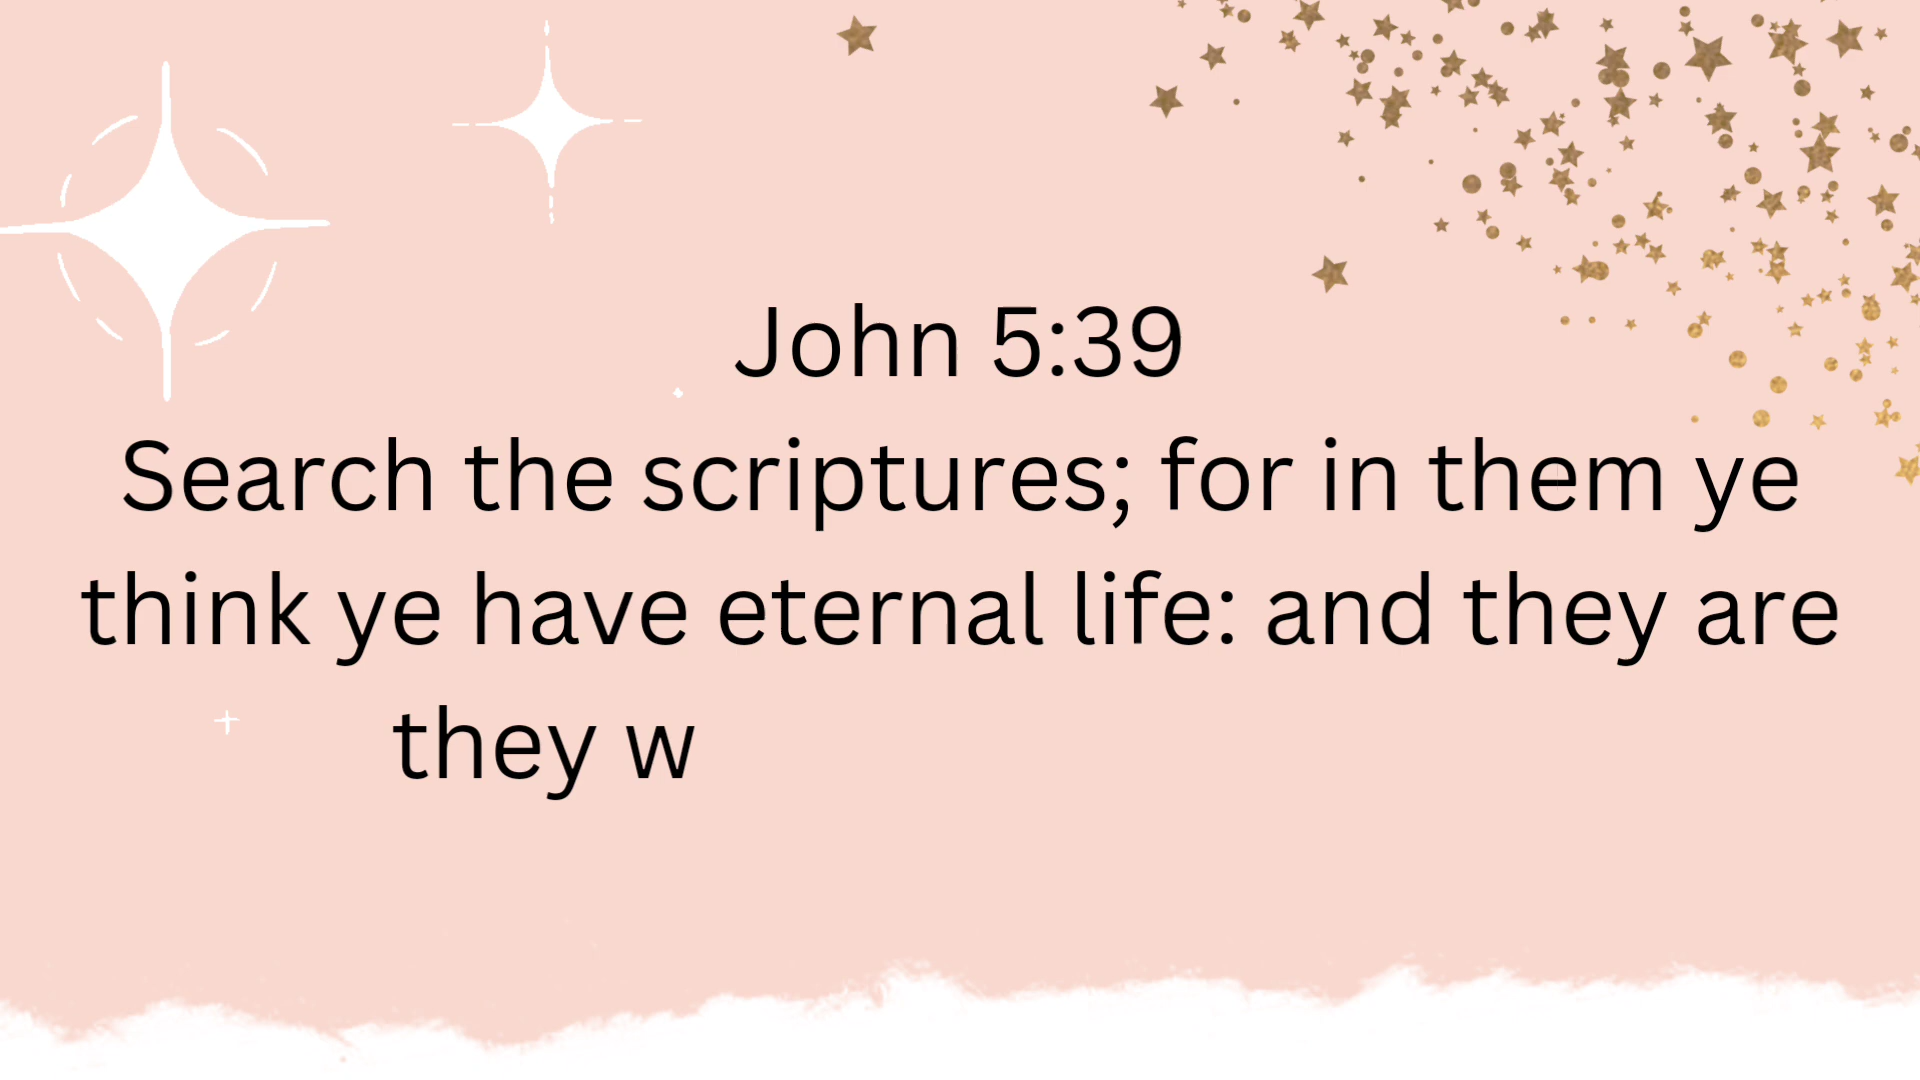 John 5:39
Search the scriptures; for in them ye
think ye have eternal life: and they are
they w